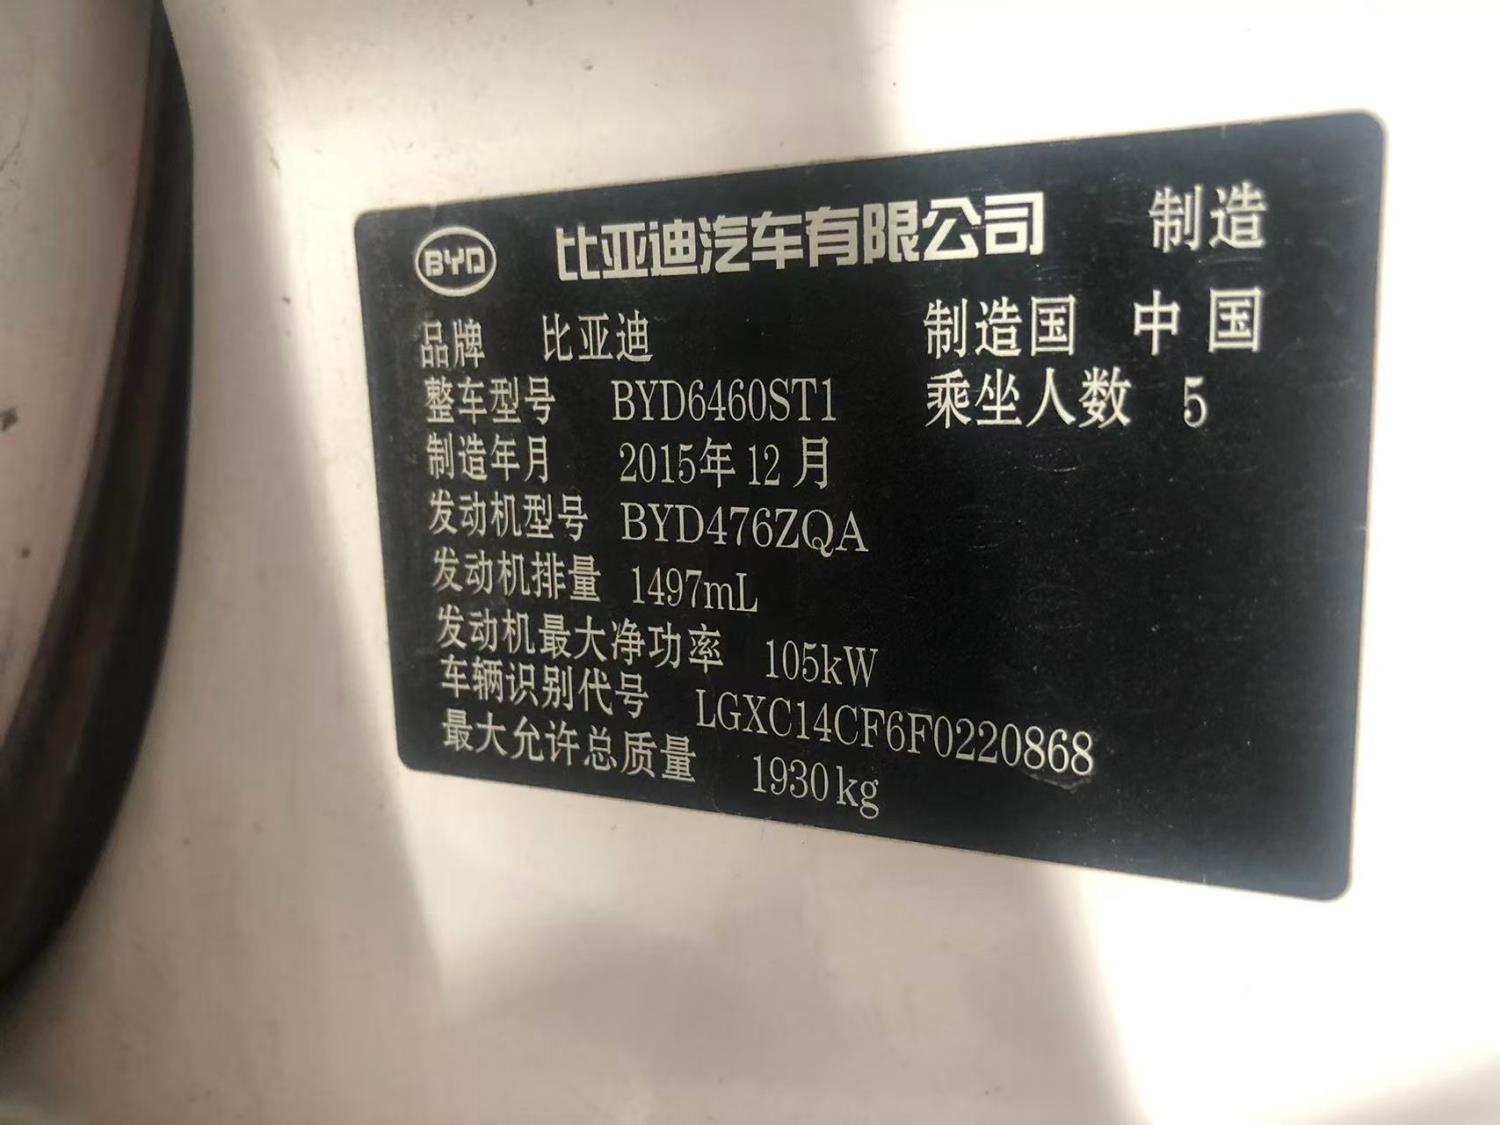 BYD 比亚迪汽车有限公司 制造
品牌 比亚迪 制造国 中国
整车型号 BYD6460ST1 乘坐人数 5
制造年月 2015年12月
发动机型号 BYD476ZQA
发动机排量 1497mL
发动机最大净功率 105kW
车辆识别代号 LGXC14CF6F0220868
最大允许总质量 1930kg